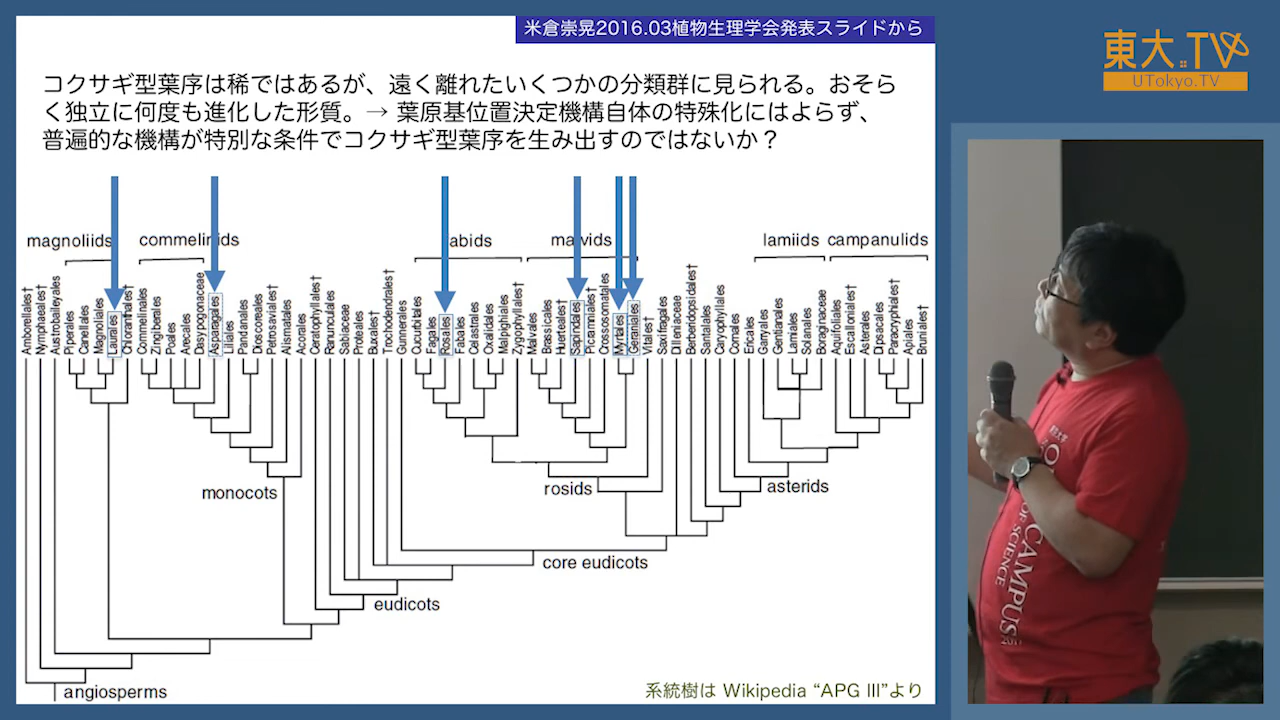 米倉崇晃2016.03植物生理学会発表スライドから
東大.TV
UTokyo.TV
コクサギ型葉序は稀ではあるが、遠く離れたいくつかの分類群に見られる。おそら
く独立に何度も進化した形質。→ 葉原基位置決定機構自体の特殊化にはよらず、
普遍的な機構が特別な条件でコクサギ型葉序を生み出すのではないか？
magnoliids
commelinids
fabids
malvids
lamiids
campanulids
Amborellales†
Nymphaeales†
Austrobaileyales
Piperales
Canellales
Magnoliales
Laurales
Chloranthales†
Commelinales
Zingiberales
Poales
Arecales
Dasypogonaceae
Asparagales
Liliales
Pandanales
Dioscoreales
Petrosaviales†
Alismatales
Acorales
Ceratophyllales†
Ranunculales
Sabiaceae
Proteales
Buxales†
Trochodendrales†
Gunnerales
Cucurbitales
Fagales
Rosales
Fabales
Celastrales
Oxalidales
Malpighiales
Zygophyllales†
Malvales
Brassicales
Huerteales†
Sapindales
Picramniales†
Crossosomatales
Myrtales
Geraniales
Vitales†
Saxifragales
Dilleniaceae
Berberidopsidales†
Santalales
Caryophyllales
Cornales
Ericales
Garryales
Gentianales
Lamiales
Solanales
Boraginaceae
Aquifoliales
Asterales
Escalloniales†
Dipsacales
Paracryphiales†
Apiales
Bruniales†
monocots
rosids
asterids
core eudicots
eudicots
angiosperms
系統樹は Wikipedia “APG III”より
CAMPUS
OF SCIENCE